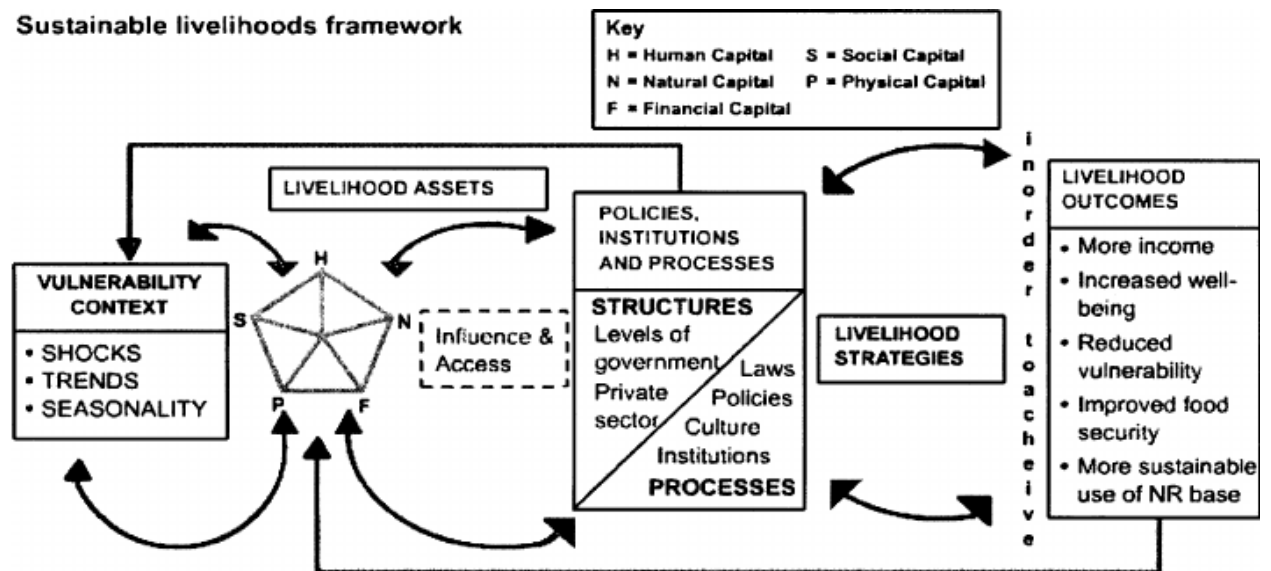 Sustainable livelihoods framework
Key
H = Human Capital S = Social Capital
N = Natural Capital P = Physical Capital
F = Financial Capital
LIVELIHOOD ASSETS
VULNERABILITY
CONTEXT
• SHOCKS
• TRENDS
• SEASONALITY
H
S
N
P
F
Influence &
Access
POLICIES,
INSTITUTIONS
AND PROCESSES
STRUCTURES
Levels of
government
Private
sector
Laws
Policies
Culture
Institutions
PROCESSES
LIVELIHOOD
STRATEGIES
inorder toacheive
LIVELIHOOD
OUTCOMES
• More income
• Increased well-
being
• Reduced
vulnerability
• Improved food
security
• More sustainable
use of NR base